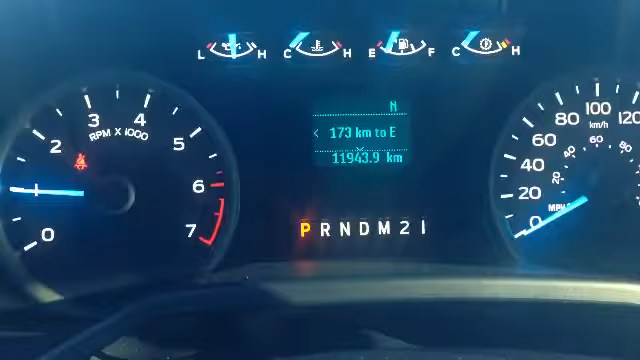 L H C H E F C H
N
173 km to E
11943.9 km
0 1 2 3 4 5 6 7
RPM X 1000
0 20 40 60 80 100 120
km/h
20 40 60
MPH
P R N D M 2 1